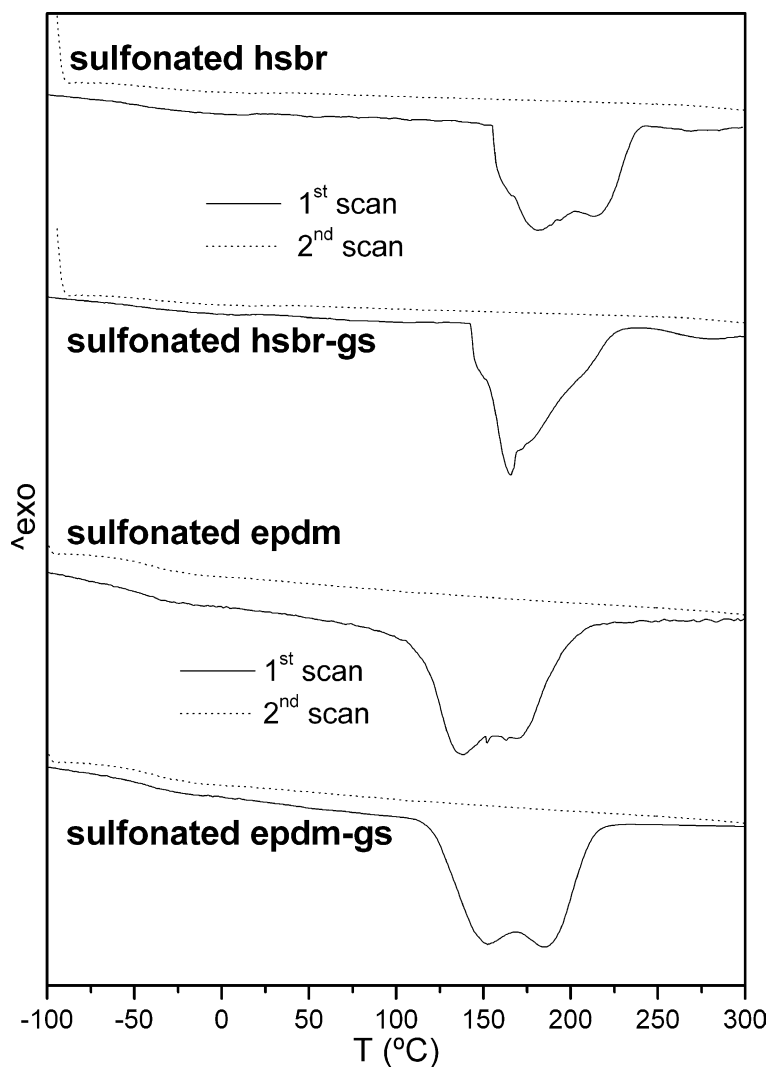 sulfonated hsbr
1st scan
2nd scan
sulfonated hsbr-gs
^exo
sulfonated epdm
1st scan
2nd scan
sulfonated epdm-gs
-100 -50 0 50 100 150 200 250 300
T (ºC)